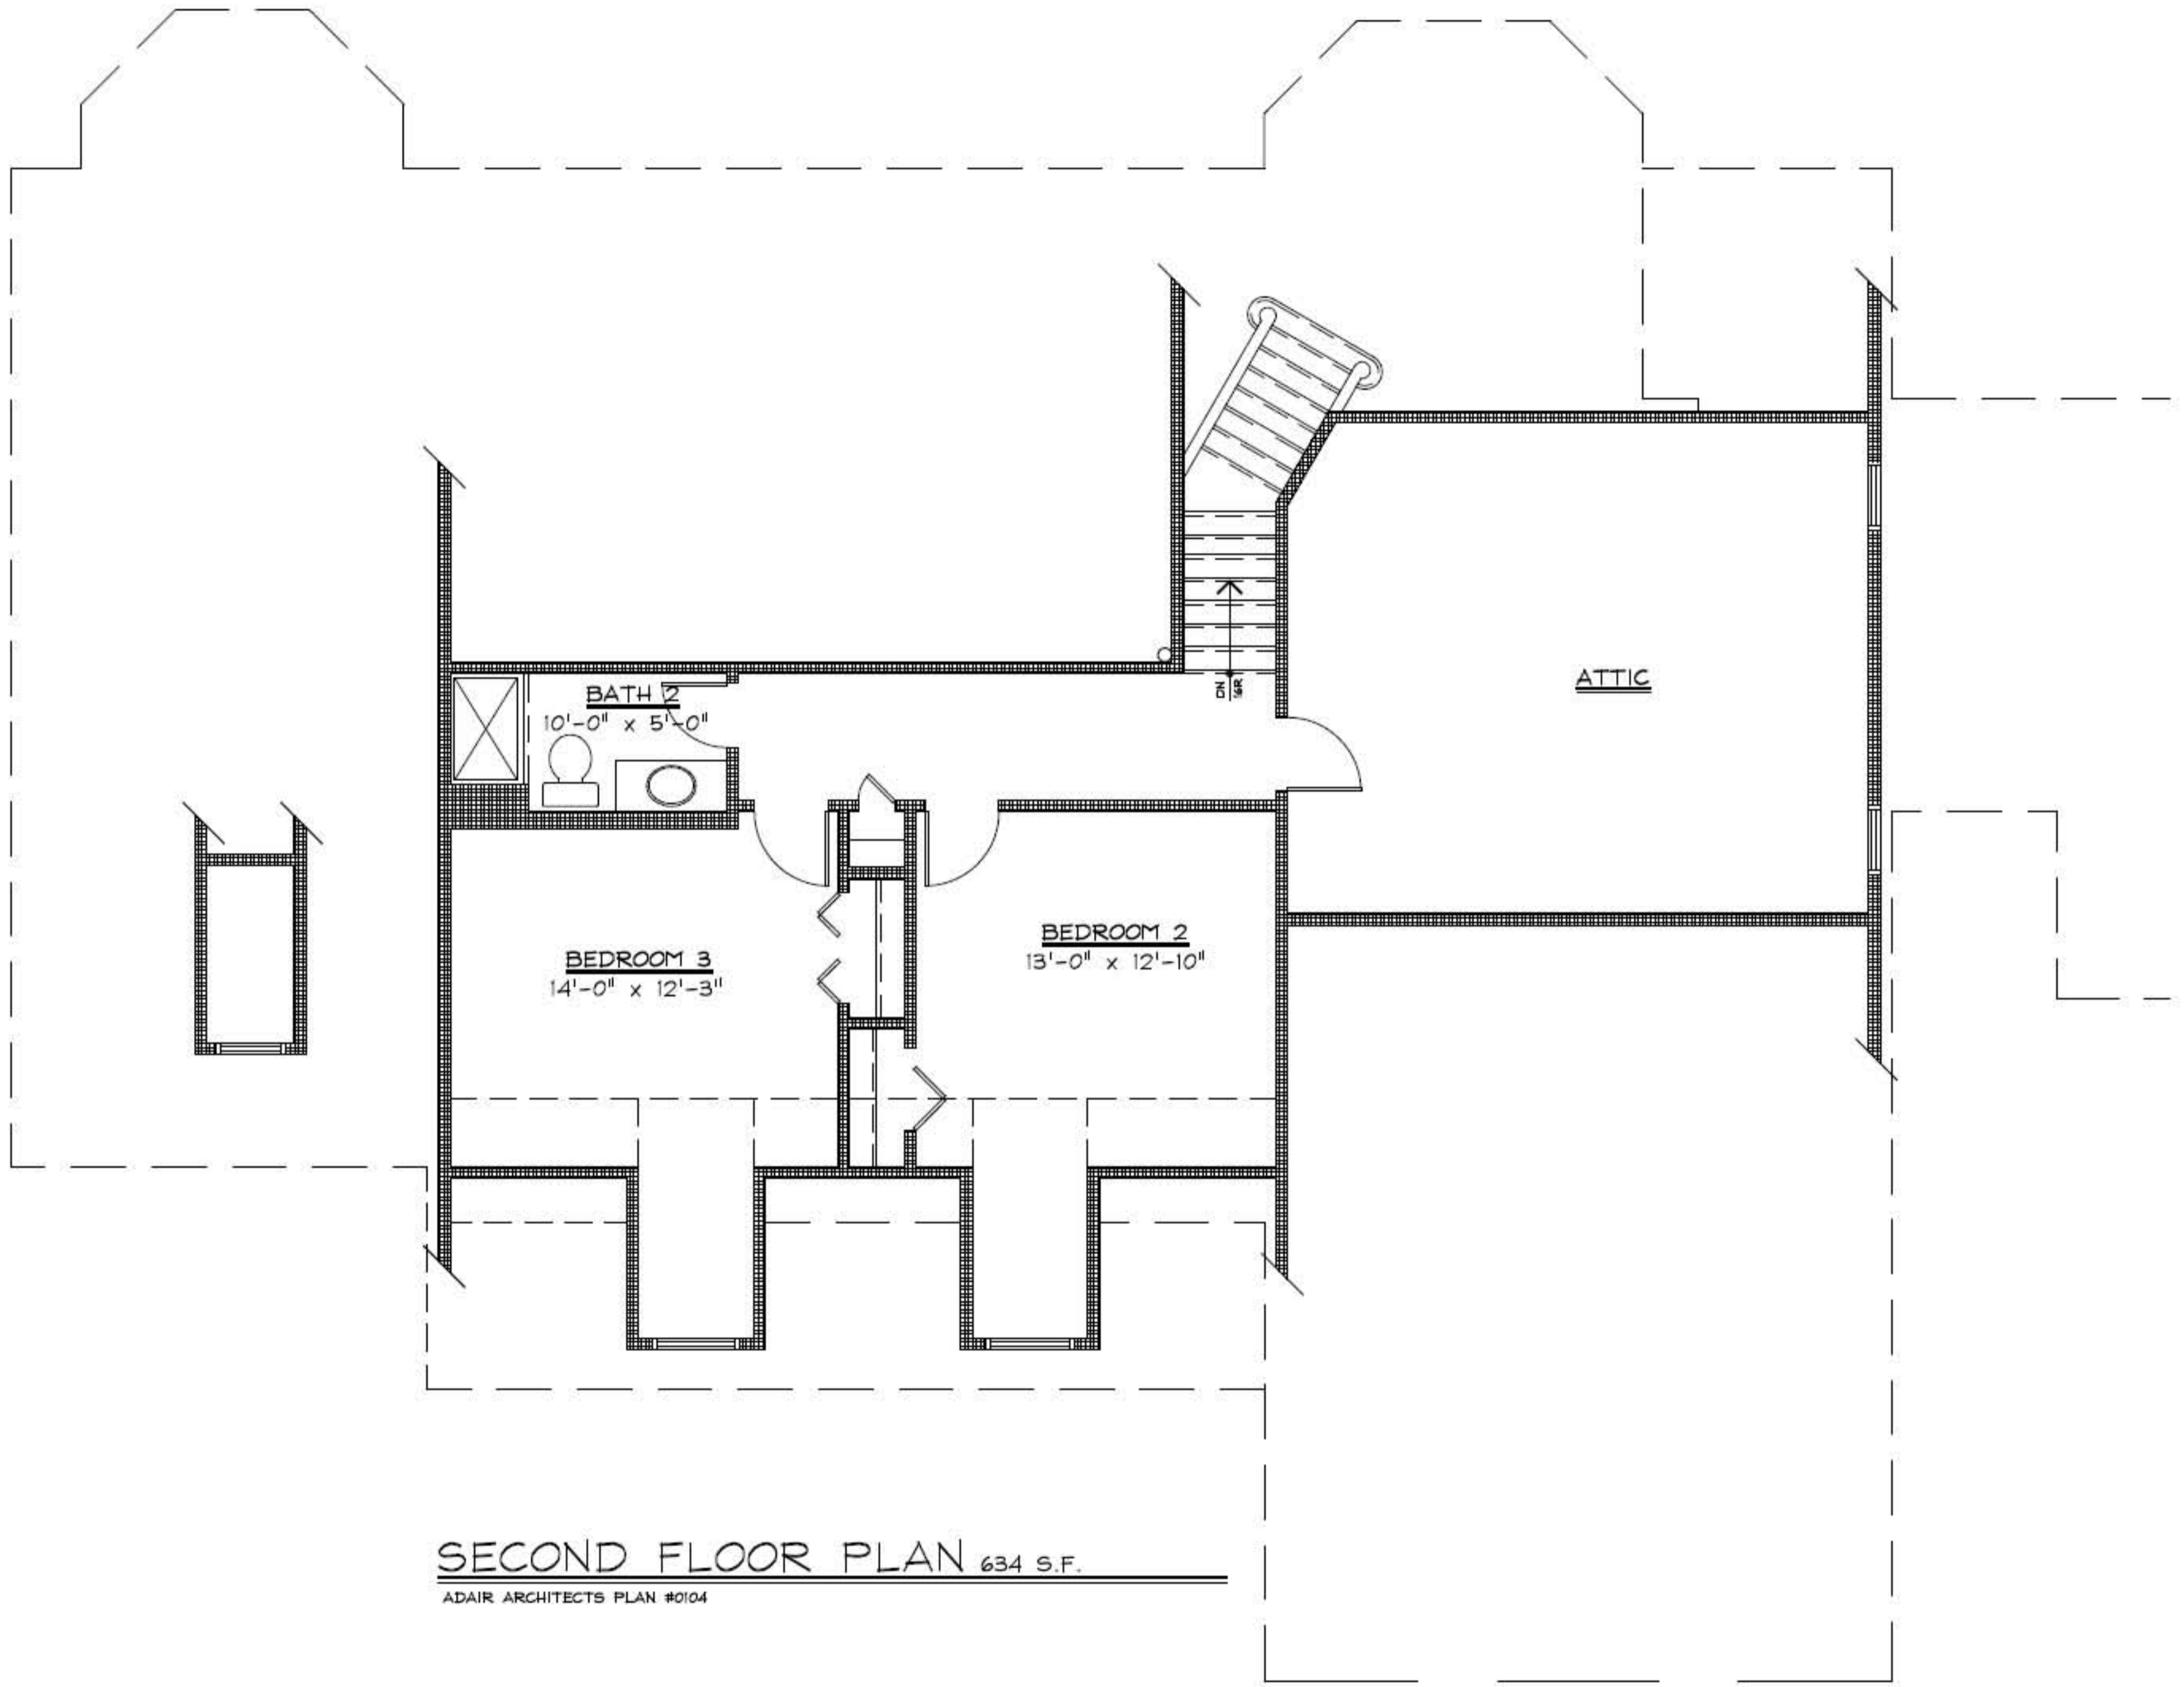 BATH 2
10'-0" x 5'-0"
DN
16R
ATTIC
BEDROOM 3
14'-0" x 12'-3"
BEDROOM 2
13'-0" x 12'-10"
SECOND FLOOR PLAN 634 S.F.
ADAIR ARCHITECTS PLAN #0104